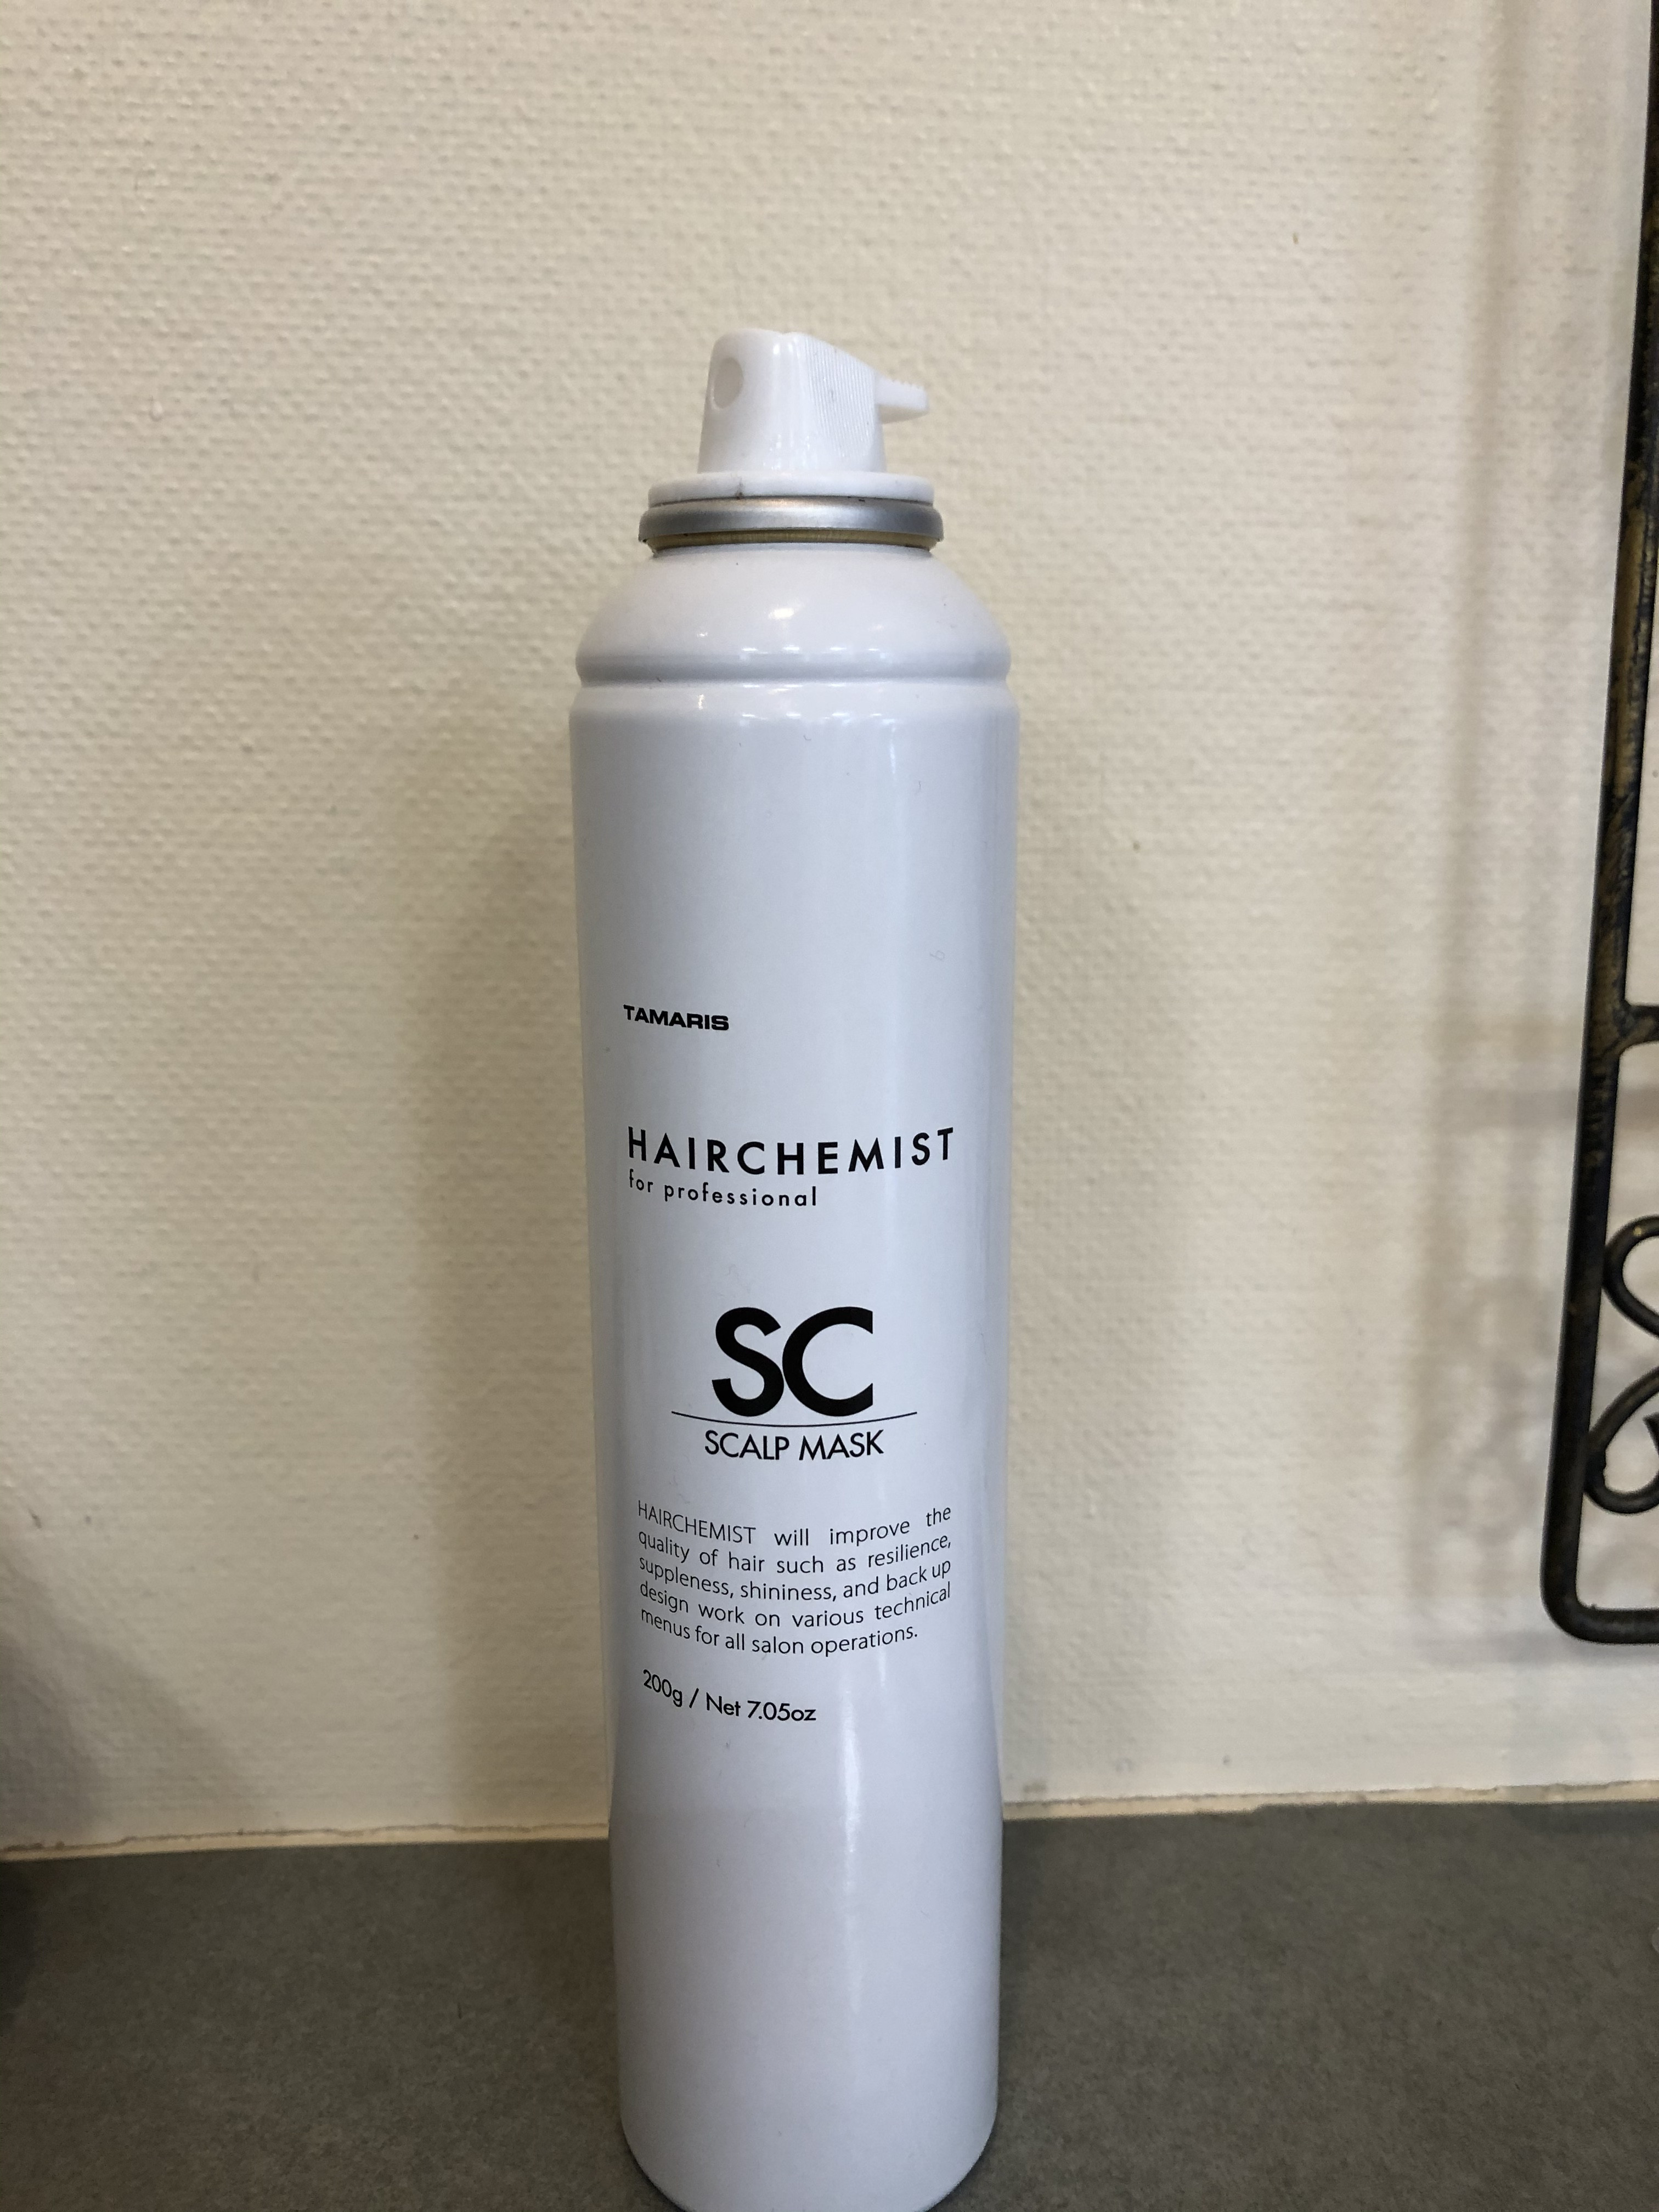 TAMARIS
HAIRCHEMIST
for professional
SC
SCALP MASK
HAIRCHEMIST will improve the
quality of hair such as resilience,
suppleness, shininess, and back up
design work on various technical
menus for all salon operations.
200g / Net 7.05oz